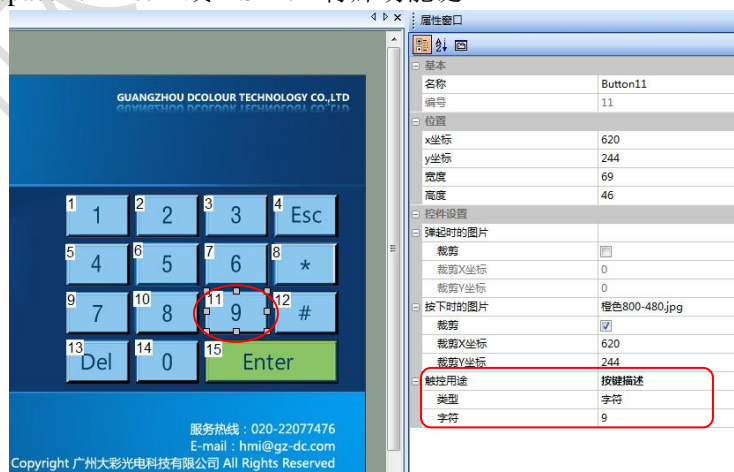 属性窗口
基本
名称 Button11
编号 11
位置
x坐标 620
y坐标 244
宽度 69
高度 46
控件设置
弹起时的图片
裁剪
裁剪X坐标 0
裁剪Y坐标 0
按下时的图片 橙色800-480.jpg
裁剪
裁剪X坐标 620
裁剪Y坐标 244
触控用途 按键描述
类型 字符
字符 9
GUANGZHOU DCOLOUR TECHNOLOGY CO.,LTD
1 1 2 2 3 3 4 Esc
5 4 6 5 7 6 8 *
9 7 10 8 11 9 12 #
13 Del 14 0 15 Enter
服务热线：020-22077476
E-mail：hmi@gz-dc.com
Copyright 广州大彩光电科技有限公司 All Rights Reserved